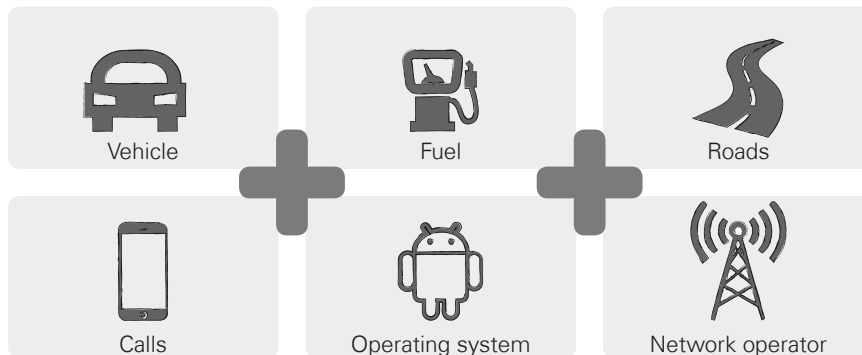 Vehicle
Fuel
Roads
Calls
Operating system
Network operator